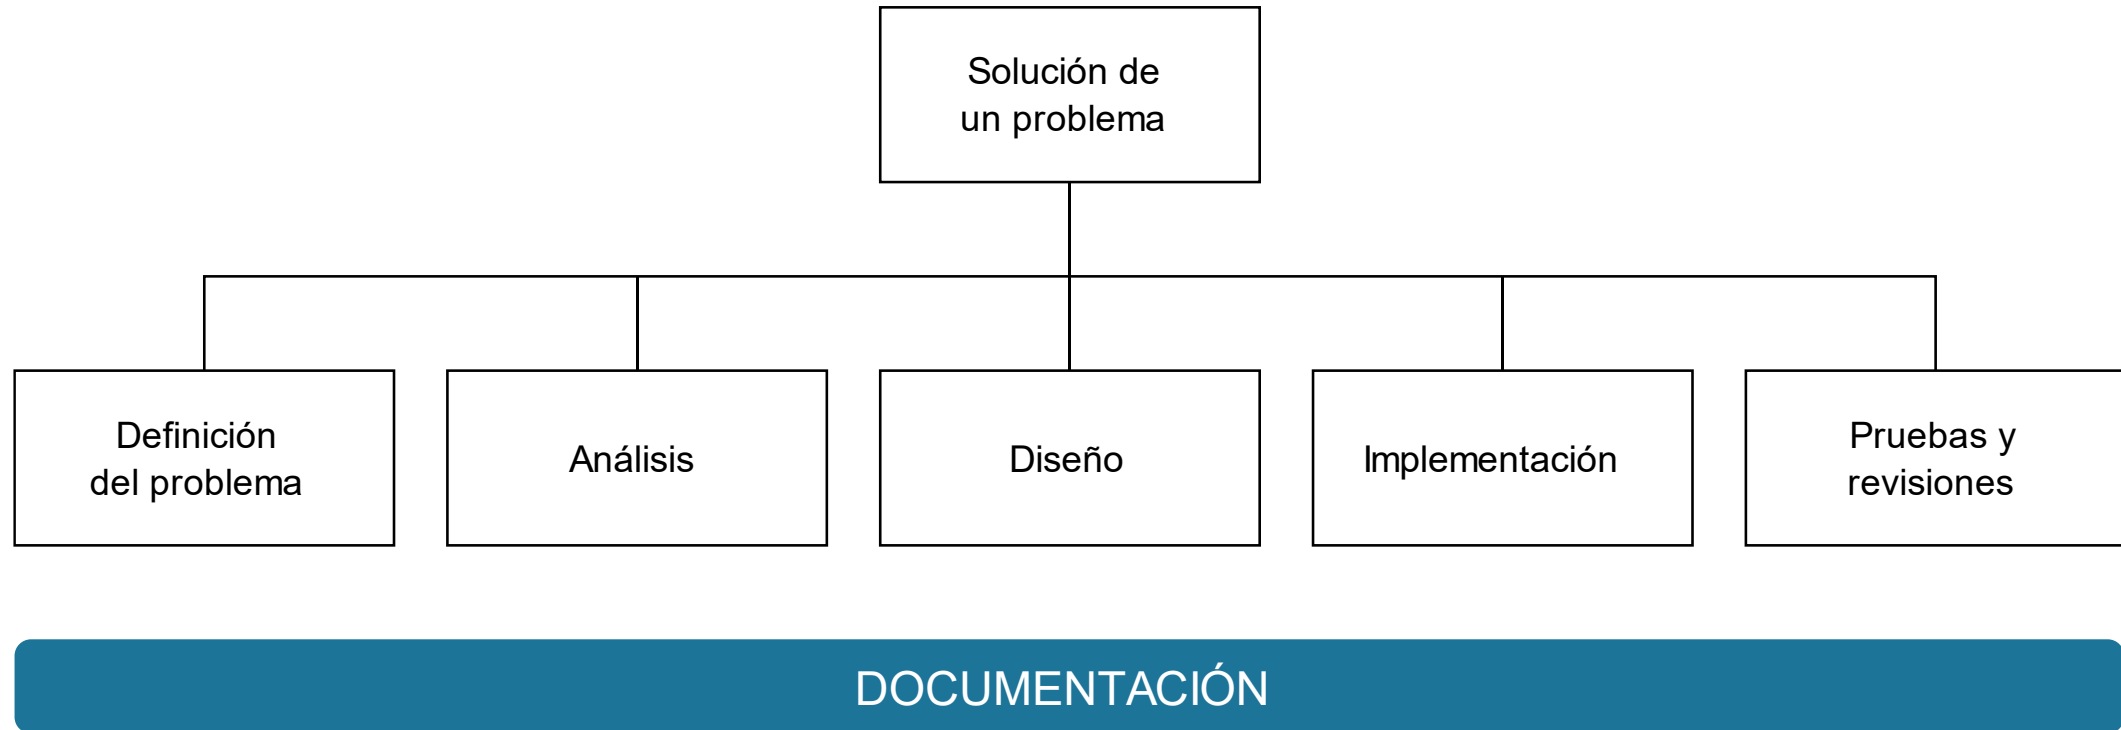 Solución de
un problema
Definición
del problema
Análisis
Diseño
Implementación
Pruebas y
revisiones
DOCUMENTACIÓN